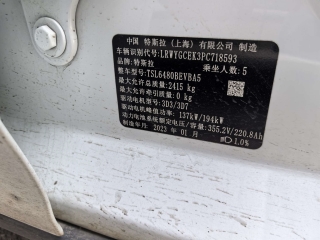 中国 特斯拉（上海）有限公司 制造
车辆识别代号: LRWYGCEK3PC718593
品牌: 特斯拉
乘坐人数: 5
整车型号: TSL6480BEVBA5
最大允许总质量: 2415 kg
最大允许牵引质量: 0 kg
驱动电机型号: 3D3/3D7
驱动电机峰值功率: 137kW/194kW
动力电池系统额定电压/容量: 355.2V/220.8Ah
制造年月: 2023 年 01 月
1.0%